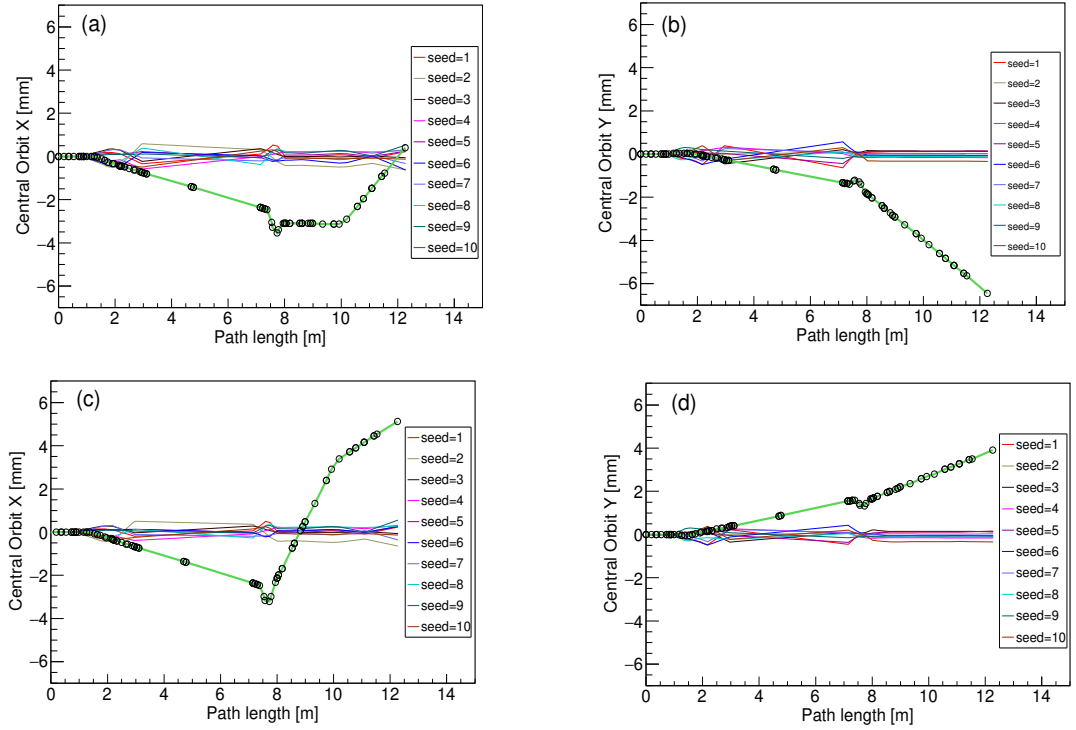 (a)
Central Orbit X [mm]
6
4
2
0
−2
−4
−6
0 2 4 6 8 10 12 14
Path length [m]
seed=1
seed=2
seed=3
seed=4
seed=5
seed=6
seed=7
seed=8
seed=9
seed=10
(b)
Central Orbit Y [mm]
6
4
2
0
−2
−4
−6
0 2 4 6 8 10 12 14
Path length [m]
seed=1
seed=2
seed=3
seed=4
seed=5
seed=6
seed=7
seed=8
seed=9
seed=10
(c)
Central Orbit X [mm]
6
4
2
0
−2
−4
−6
0 2 4 6 8 10 12 14
Path length [m]
seed=1
seed=2
seed=3
seed=4
seed=5
seed=6
seed=7
seed=8
seed=9
seed=10
(d)
Central Orbit Y [mm]
6
4
2
0
−2
−4
−6
0 2 4 6 8 10 12 14
Path length [m]
seed=1
seed=2
seed=3
seed=4
seed=5
seed=6
seed=7
seed=8
seed=9
seed=10